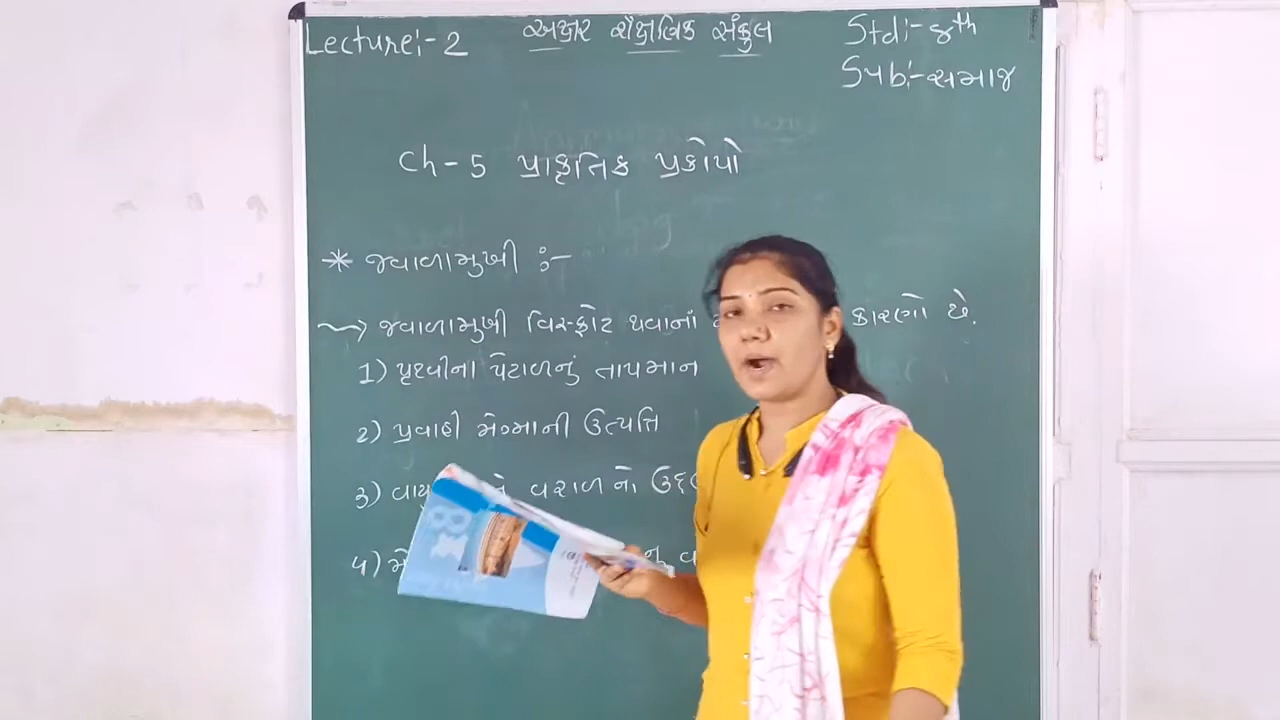 Lecture:- 2
અક્ષર શૈક્ષણિક સંકુલ
Std:- 8th
Sub:- સમાજ
Ch - 5 પ્રાકૃતિક પ્રકોપો
* જ્વાળામુખી :-
જ્વાળામુખી વિસ્ફોટ થવાનાં કારણો છે.
1) પૃથ્વીના પેટાળનું તાપમાન
2) પ્રવાહી મેગ્માની ઉત્પત્તિ
3) વરાળનો
4)